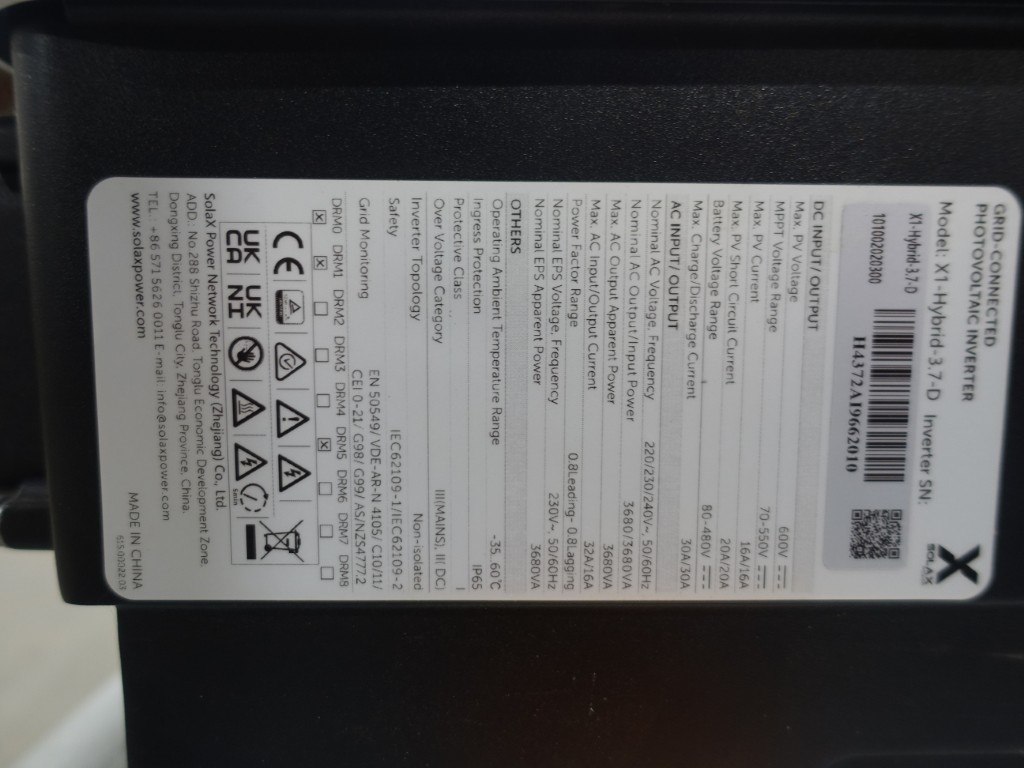 GRID-CONNECTED
PHOTOVOLTAIC INVERTER
X
SOLAX
Model: X1-Hybrid-3.7-D Inverter SN:
X1-Hybrid-3.7-D
10100202030​0
H4372A19662010
DC INPUT/ OUTPUT
Max. PV Voltage 600V
MPPT Voltage Range 70-550V
Max. PV Current 16A/16A
Max. PV Short Circuit Current 20A/20A
Battery Voltage Range 80-480V
Max. Charge/Discharge Current 30A/30A
AC INPUT/ OUTPUT
Nominal AC Voltage, Frequency 220/230/240V~, 50/60Hz
Nominal AC Output/Input Power 3680/3680VA
Max. AC Output Apparent Power 3680VA
Max. AC Input/Output Current 32A/16A
Power Factor Range 0.8Leading- 0.8Lagging
Nominal EPS Voltage, Frequency 230V~, 50/60Hz
Nominal EPS Apparent Power 3680VA
OTHERS
Operating Ambient Temperature Range -35, 60℃
Ingress Protection IP65
Protective Class I
Over Voltage Category III(MAINS), II( DC)
Inverter Topology Non-isolated
Safety IEC62109-1/IEC62109-2
Grid Monitoring EN 50549/ VDE-AR-N 4105/ C10/11/
CEI 0-21/ G98/ G99/ AS/NZS4777.2
DRM0 DRM1 DRM2 DRM3 DRM4 DRM5 DRM6 DRM7 DRM8
CE
UK CA UK NI
5min
SolaX Power Network Technology (Zhejiang) Co., Ltd.
ADD.: No. 288 Shizhu Road, Tonglu Economic Development Zone,
Dongxing District, Tonglu City, Zhejiang Province, China.
TEL.: +86 571 5626 0011 E-mail: info@solaxpower.com
www.solaxpower.com MADE IN CHINA